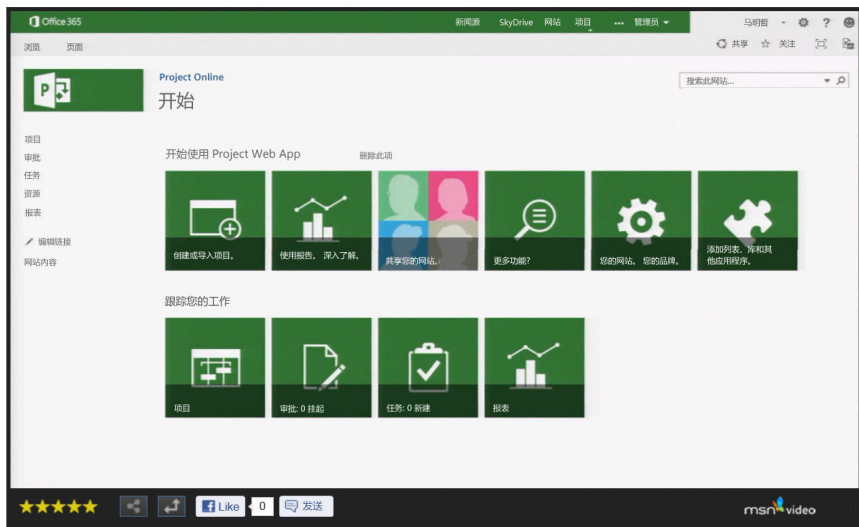 Office 365
新闻源 SkyDrive 网站 项目 ••• 管理员
马明哲
?
浏览 页面
共享 关注
P
Project Online
开始
搜索此网站...
项目
审批
任务
资源
报表
编辑链接
网站内容
开始使用 Project Web App 删除此项
创建或导入项目。
使用报告。 深入了解。
共享您的网站。
更多功能?
您的网站。 您的品牌。
添加列表、库和其
他应用程序。
跟踪您的工作
项目
审批: 0 挂起
任务: 0 新建
报表
f Like 0 发送
msn video